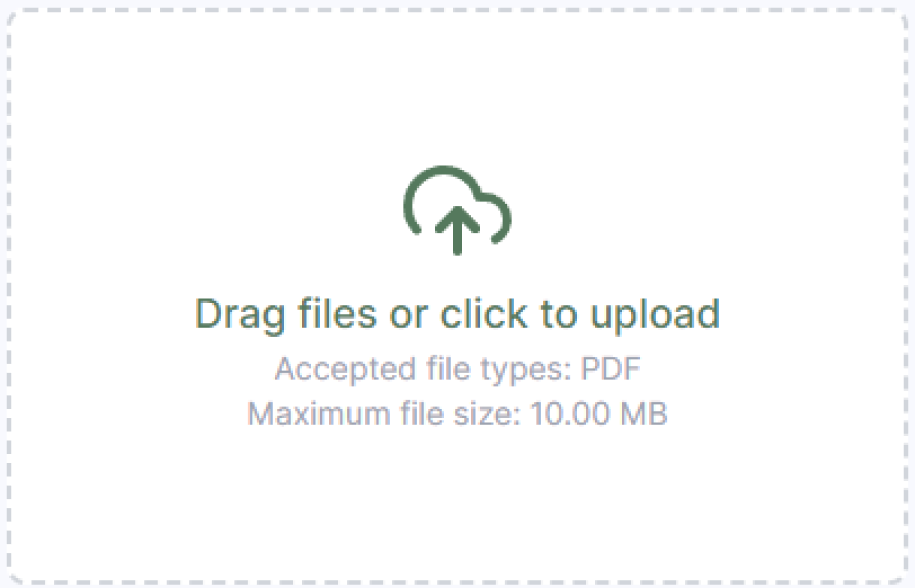 Drag files or click to upload
Accepted file types: PDF
Maximum file size: 10.00 MB